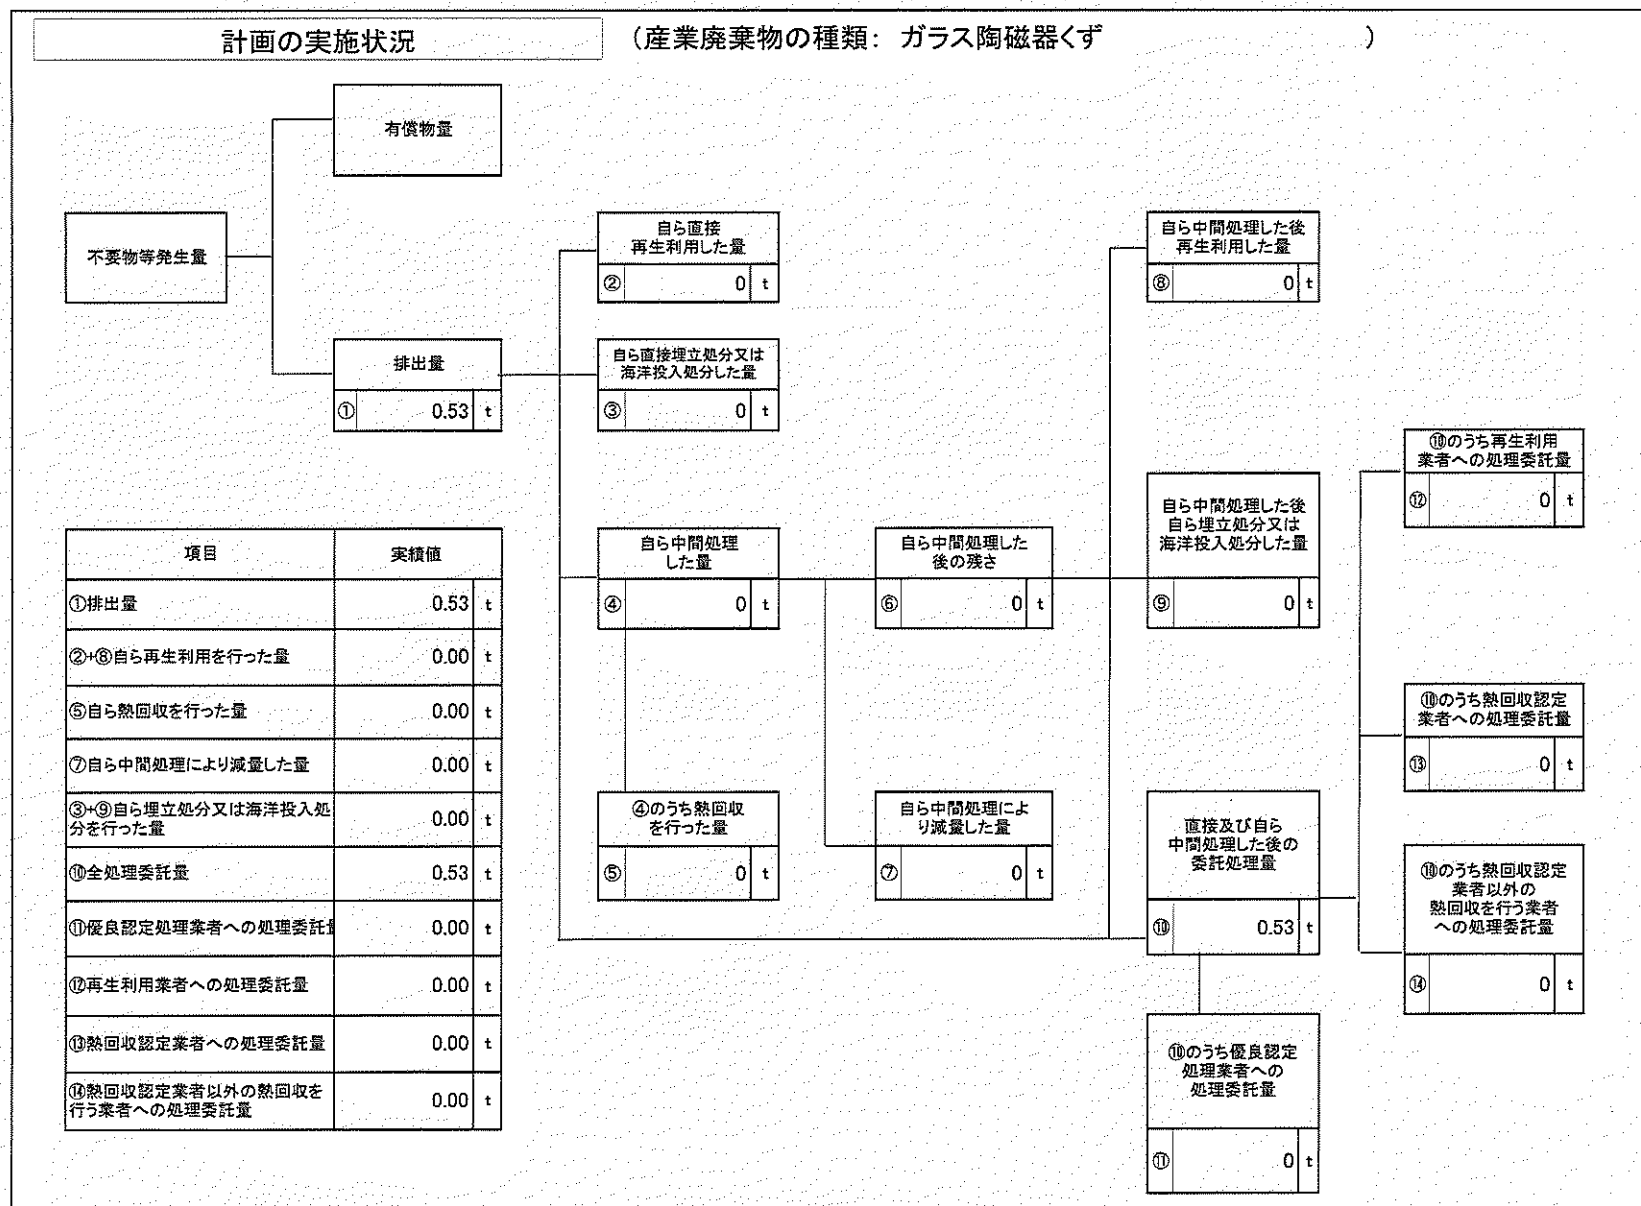 計画の実施状況
（産業廃棄物の種類： ガラス陶磁器くず ）
有償物量
不要物等発生量
排出量
① 0.53 t
自ら直接
再生利用した量
② 0 t
自ら直接埋立処分又は
海洋投入処分した量
③ 0 t
自ら中間処理
した量
④ 0 t
④のうち熱回収
を行った量
⑤ 0 t
自ら中間処理した
後の残さ
⑥ 0 t
自ら中間処理によ
り減量した量
⑦ 0 t
自ら中間処理した後
再生利用した量
⑧ 0 t
自ら中間処理した後
自ら埋立処分又は
海洋投入処分した量
⑨ 0 t
直接及び自ら
中間処理した後の
委託処理量
⑩ 0.53 t
⑩のうち優良認定
処理業者への
処理委託量
⑪ 0 t
⑩のうち再生利用
業者への処理委託量
⑫ 0 t
⑩のうち熱回収認定
業者への処理委託量
⑬ 0 t
⑩のうち熱回収認定
業者以外の
熱回収を行う業者
への処理委託量
⑭ 0 t
項目 実績値
①排出量 0.53 t
②+⑧自ら再生利用を行った量 0.00 t
⑤自ら熱回収を行った量 0.00 t
⑦自ら中間処理により減量した量 0.00 t
③+⑨自ら埋立処分又は海洋投入処
分を行った量 0.00 t
⑩全処理委託量 0.53 t
⑪優良認定処理業者への処理委託量 0.00 t
⑫再生利用業者への処理委託量 0.00 t
⑬熱回収認定業者への処理委託量 0.00 t
⑭熱回収認定業者以外の熱回収を
行う業者への処理委託量 0.00 t